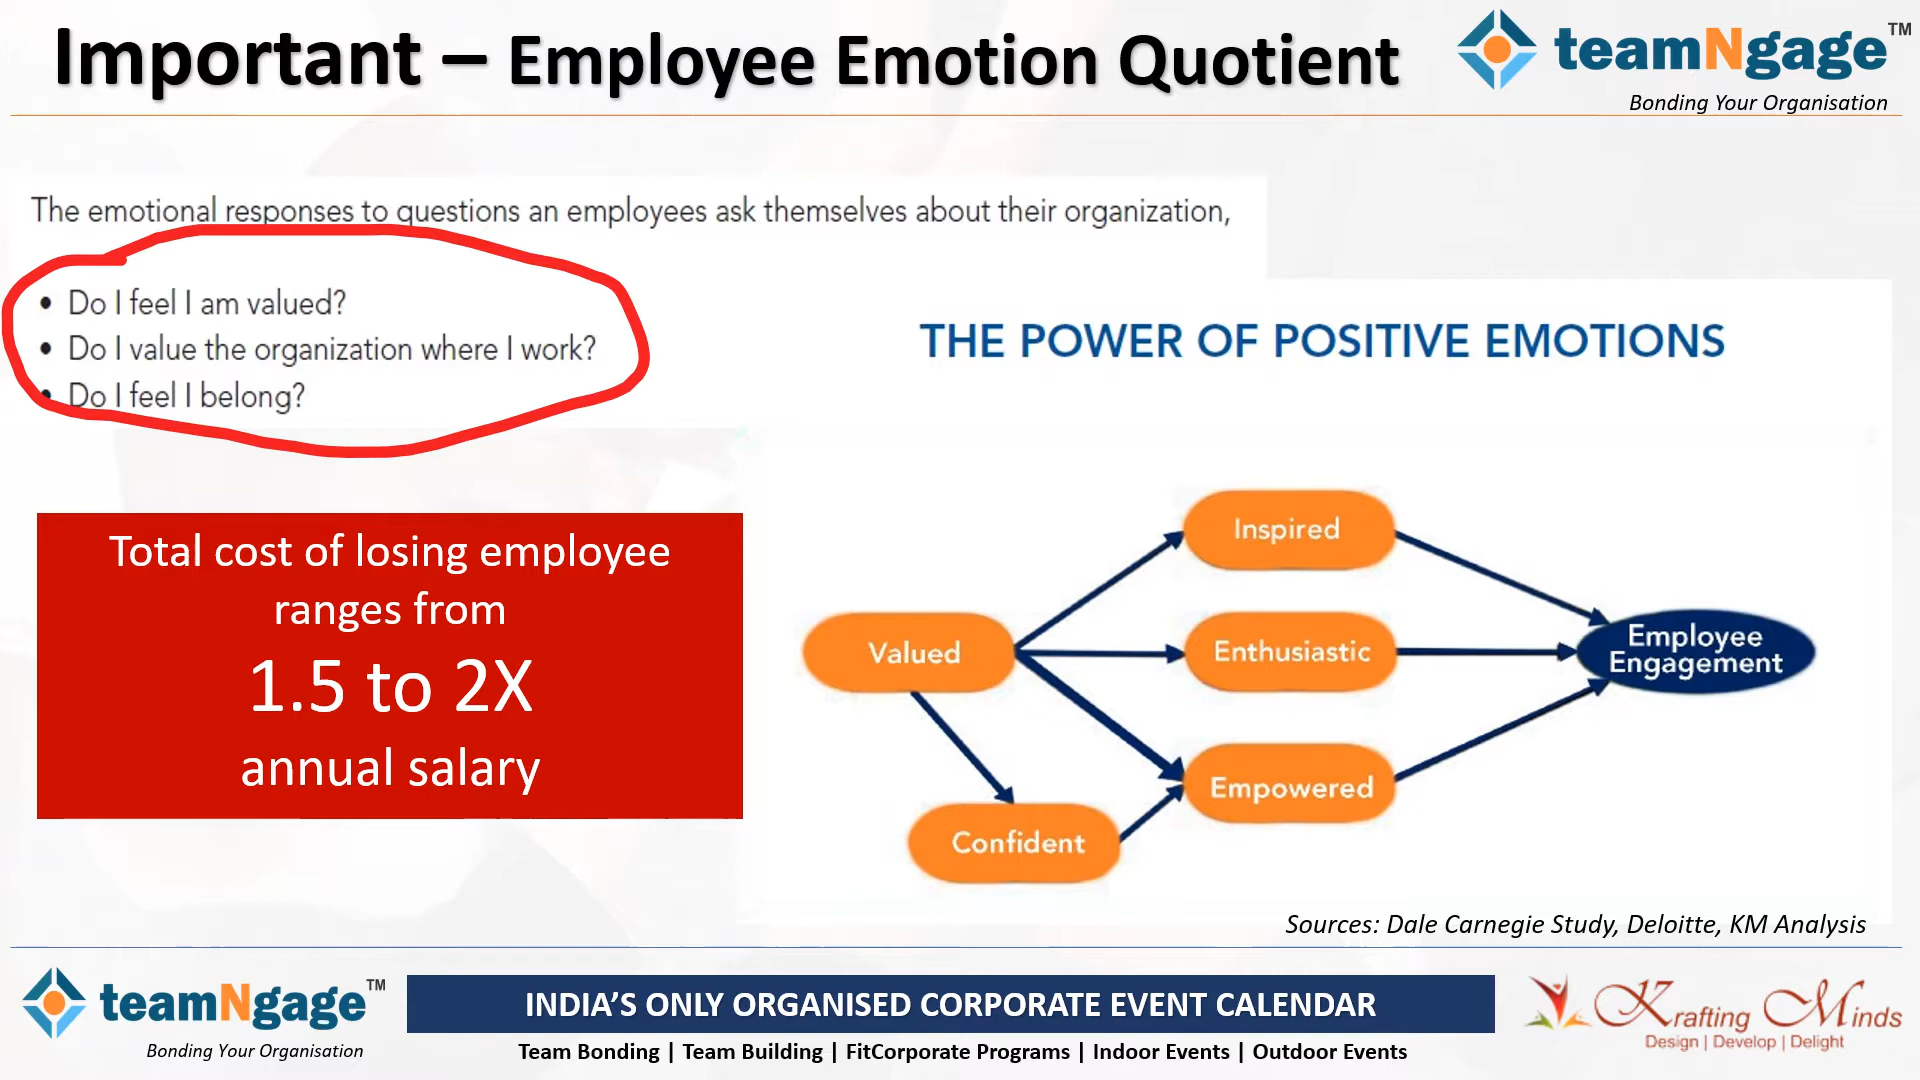 Important – Employee Emotion Quotient
teamNgage™
Bonding Your Organisation
The emotional responses to questions an employees ask themselves about their organization,
• Do I feel I am valued?
• Do I value the organization where I work?
• Do I feel I belong?
Total cost of losing employee
ranges from
1.5 to 2X
annual salary
THE POWER OF POSITIVE EMOTIONS
Inspired
Valued
Enthusiastic
Employee
Engagement
Empowered
Confident
Sources: Dale Carnegie Study, Deloitte, KM Analysis
teamNgage™
Bonding Your Organisation
INDIA'S ONLY ORGANISED CORPORATE EVENT CALENDAR
Team Bonding | Team Building | FitCorporate Programs | Indoor Events | Outdoor Events
Krafting Minds
Design | Develop | Delight